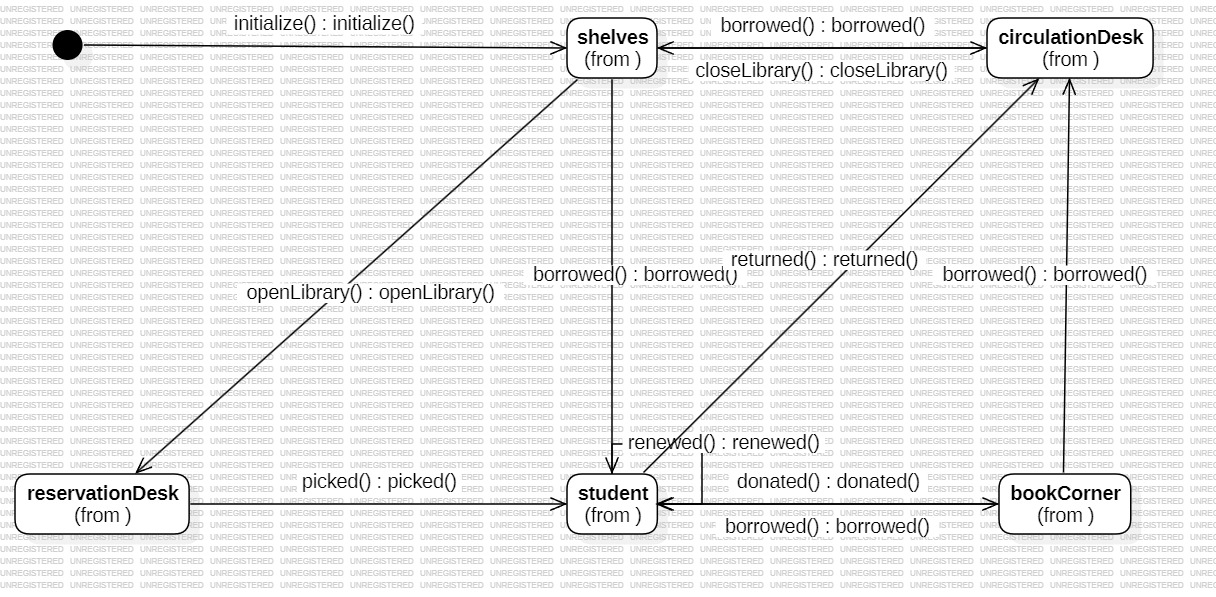 initialize() : initialize()
shelves
(from )
borrowed() : borrowed()
closeLibrary() : closeLibrary()
circulationDesk
(from )
openLibrary() : openLibrary()
borrowed() : borrowed()
returned() : returned()
borrowed() : borrowed()
renewed() : renewed()
reservationDesk
(from )
picked() : picked()
student
(from )
donated() : donated()
borrowed() : borrowed()
bookCorner
(from )
UNREGISTERED